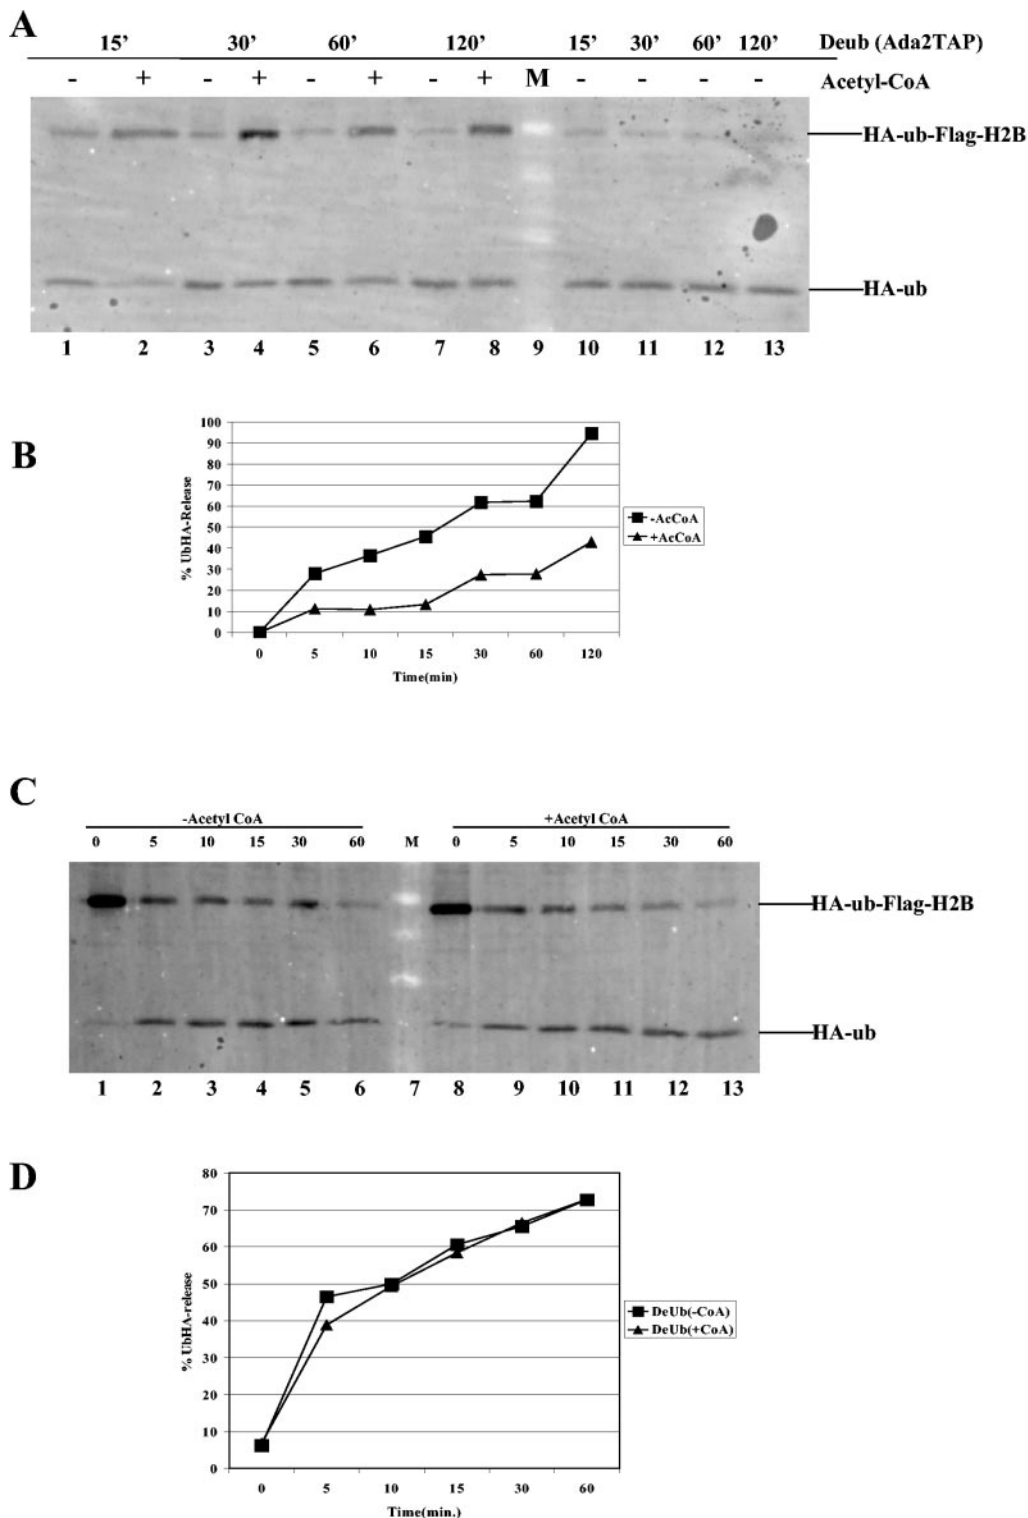 A
15’ 30’ 60’ 120’ 15’ 30’ 60’ 120’ Deub (Ada2TAP)
- + - + - + - + M - - - - Acetyl-CoA
HA-ub-Flag-H2B
HA-ub
1 2 3 4 5 6 7 8 9 10 11 12 13
B
100
90
80
70
60
50
40
30
20
10
0
% UbHA-Release
-AcCoA
+AcCoA
0 5 10 15 30 60 120
Time(min)
C
-Acetyl CoA +Acetyl CoA
0 5 10 15 30 60 M 0 5 10 15 30 60
HA-ub-Flag-H2B
HA-ub
1 2 3 4 5 6 7 8 9 10 11 12 13
D
80
70
60
50
40
30
20
10
0
% UbHA-release
DeUb(-CoA)
DeUb(+CoA)
0 5 10 15 30 60
Time(min.)